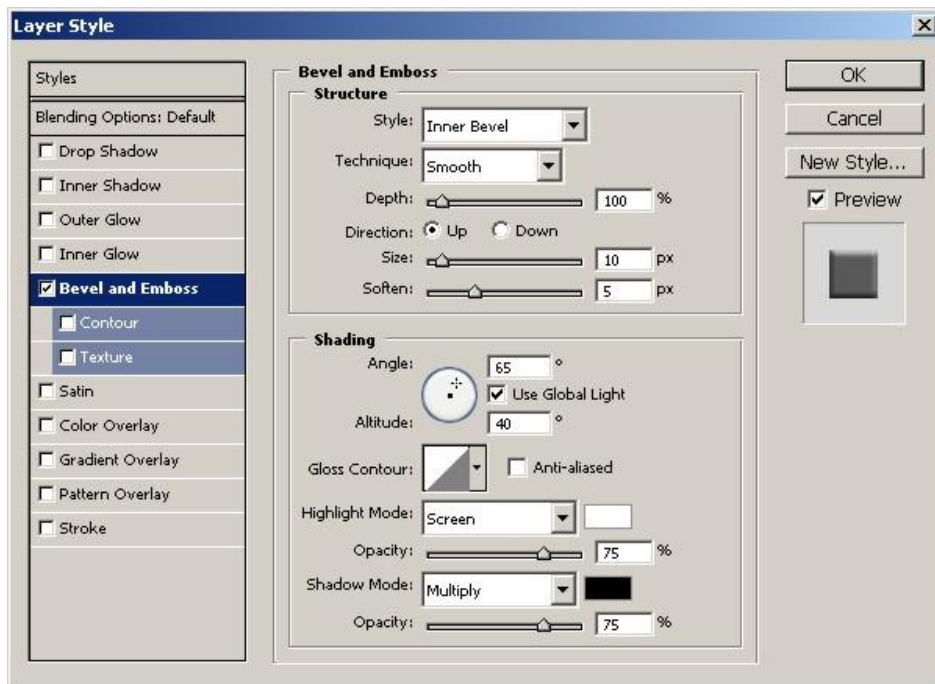 Layer Style
Styles
Blending Options: Default
Drop Shadow
Inner Shadow
Outer Glow
Inner Glow
Bevel and Emboss
Contour
Texture
Satin
Color Overlay
Gradient Overlay
Pattern Overlay
Stroke
Bevel and Emboss
Structure
Style: Inner Bevel
Technique: Smooth
Depth: 100 %
Direction: Up Down
Size: 10 px
Soften: 5 px
Shading
Angle: 65 °
Use Global Light
Altitude: 40 °
Gloss Contour: Anti-aliased
Highlight Mode: Screen
Opacity: 75 %
Shadow Mode: Multiply
Opacity: 75 %
OK
Cancel
New Style...
Preview